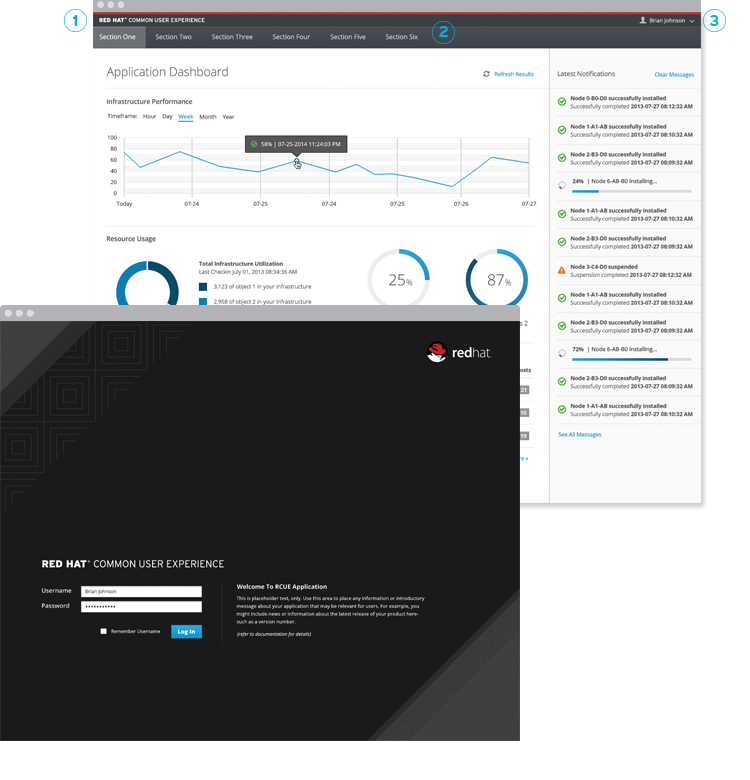 1
3
RED HAT® COMMON USER EXPERIENCE
Brian Johnson
Section One Section Two Section Three Section Four Section Five Section Six
2
Application Dashboard
Refresh Results
Infrastructure Performance
Timeframe: Hour Day Week Month Year
58% | 07-25-2014 11:24:03 PM
100
80
60
40
20
0
Today 07-24 07-25 07-24 07-25 07-26 07-27
Resource Usage
Total Infrastructure Utilization
Last Checkin July 01, 2013 08:34:36 AM
3,123 of object 1 in your infrastructure
2,958 of object 2 in your infrastructure
25%
87%
s 2
osts
21
10
19
re »
Latest Notifications
Clear Messages
Node 0-B0-D0 successfully installed
Successfully completed 2013-07-27 08:12:32 AM
Node 1-A1-AB successfully installed
Successfully completed 2013-07-27 08:10:32 AM
Node 2-B3-D0 successfully installed
Successfully completed 2013-07-27 08:09:32 AM
24% | Node 6-AB-B0 Installing...
Node 1-A1-AB successfully installed
Successfully completed 2013-07-27 08:10:32 AM
Node 2-B3-D0 successfully installed
Successfully completed 2013-07-27 08:09:32 AM
Node 3-C4-D0 suspended
Suspension completed 2013-07-27 08:12:32 AM
Node 1-A1-AB successfully installed
Successfully completed 2013-07-27 08:10:32 AM
Node 2-B3-D0 successfully installed
Successfully completed 2013-07-27 08:09:32 AM
72% | Node 6-AB-B0 Installing...
Node 2-B3-D0 successfully installed
Successfully completed 2013-07-27 08:09:32 AM
Node 1-A1-AB successfully installed
Successfully completed 2013-07-27 08:10:32 AM
See All Messages
redhat.
RED HAT® COMMON USER EXPERIENCE
Username
Brian Johnson
Password
Remember Username
Log In
Welcome To RCUE Application
This is placeholder text, only. Use this area to place any information or introductory
message about your application that may be relevant for users. For example, you
might include news or information about the latest release of your product here-
such as a version number.
(refer to documentation for details)